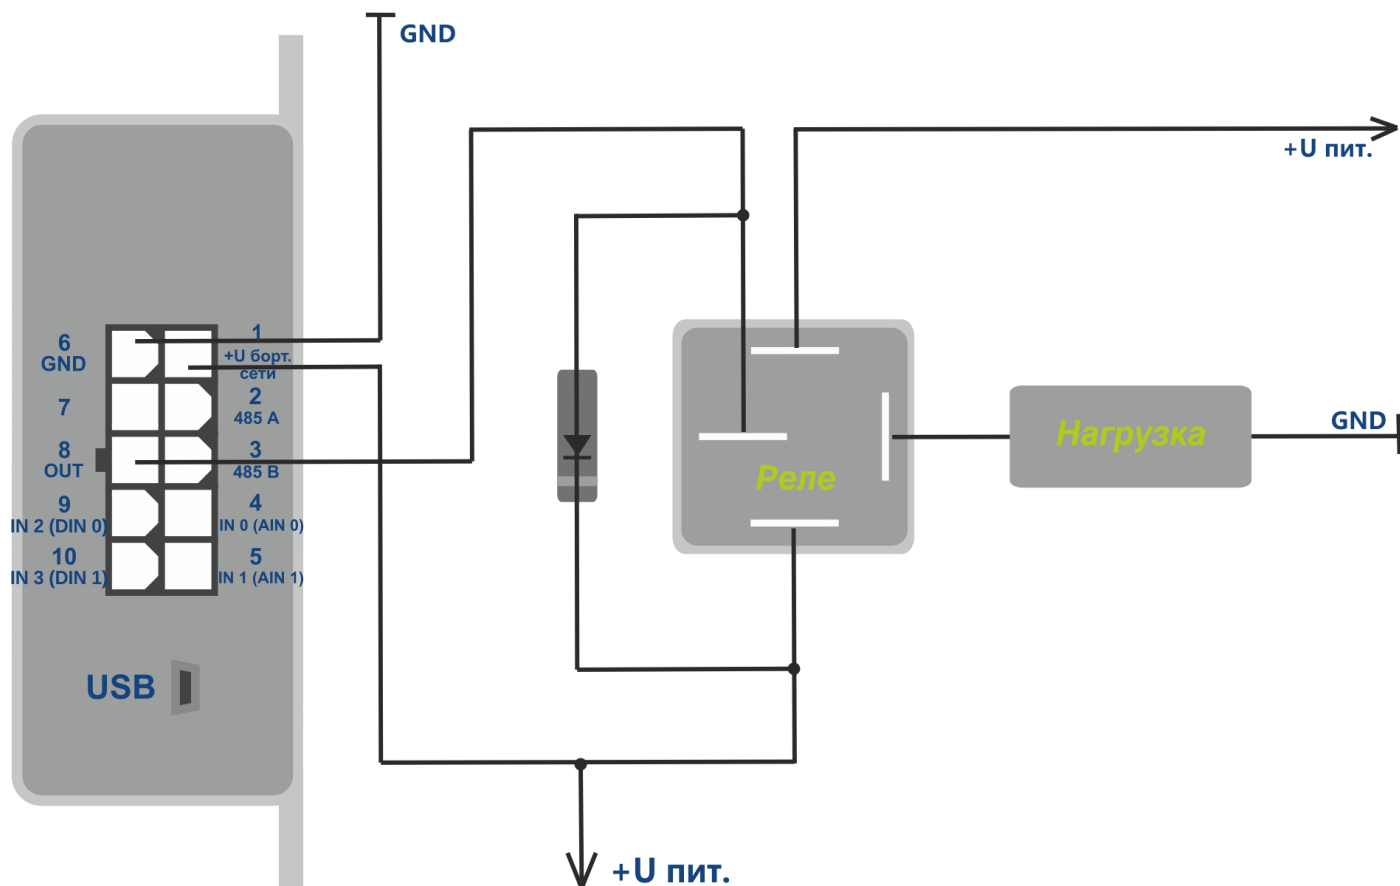 GND
+U пит.
6
GND
1
+U борт.
сети
7
2
485 A
8
OUT
3
485 B
9
IN 2 (DIN 0)
4
IN 0 (AIN 0)
10
IN 3 (DIN 1)
5
IN 1 (AIN 1)
USB
Реле
Нагрузка
GND
+U пит.